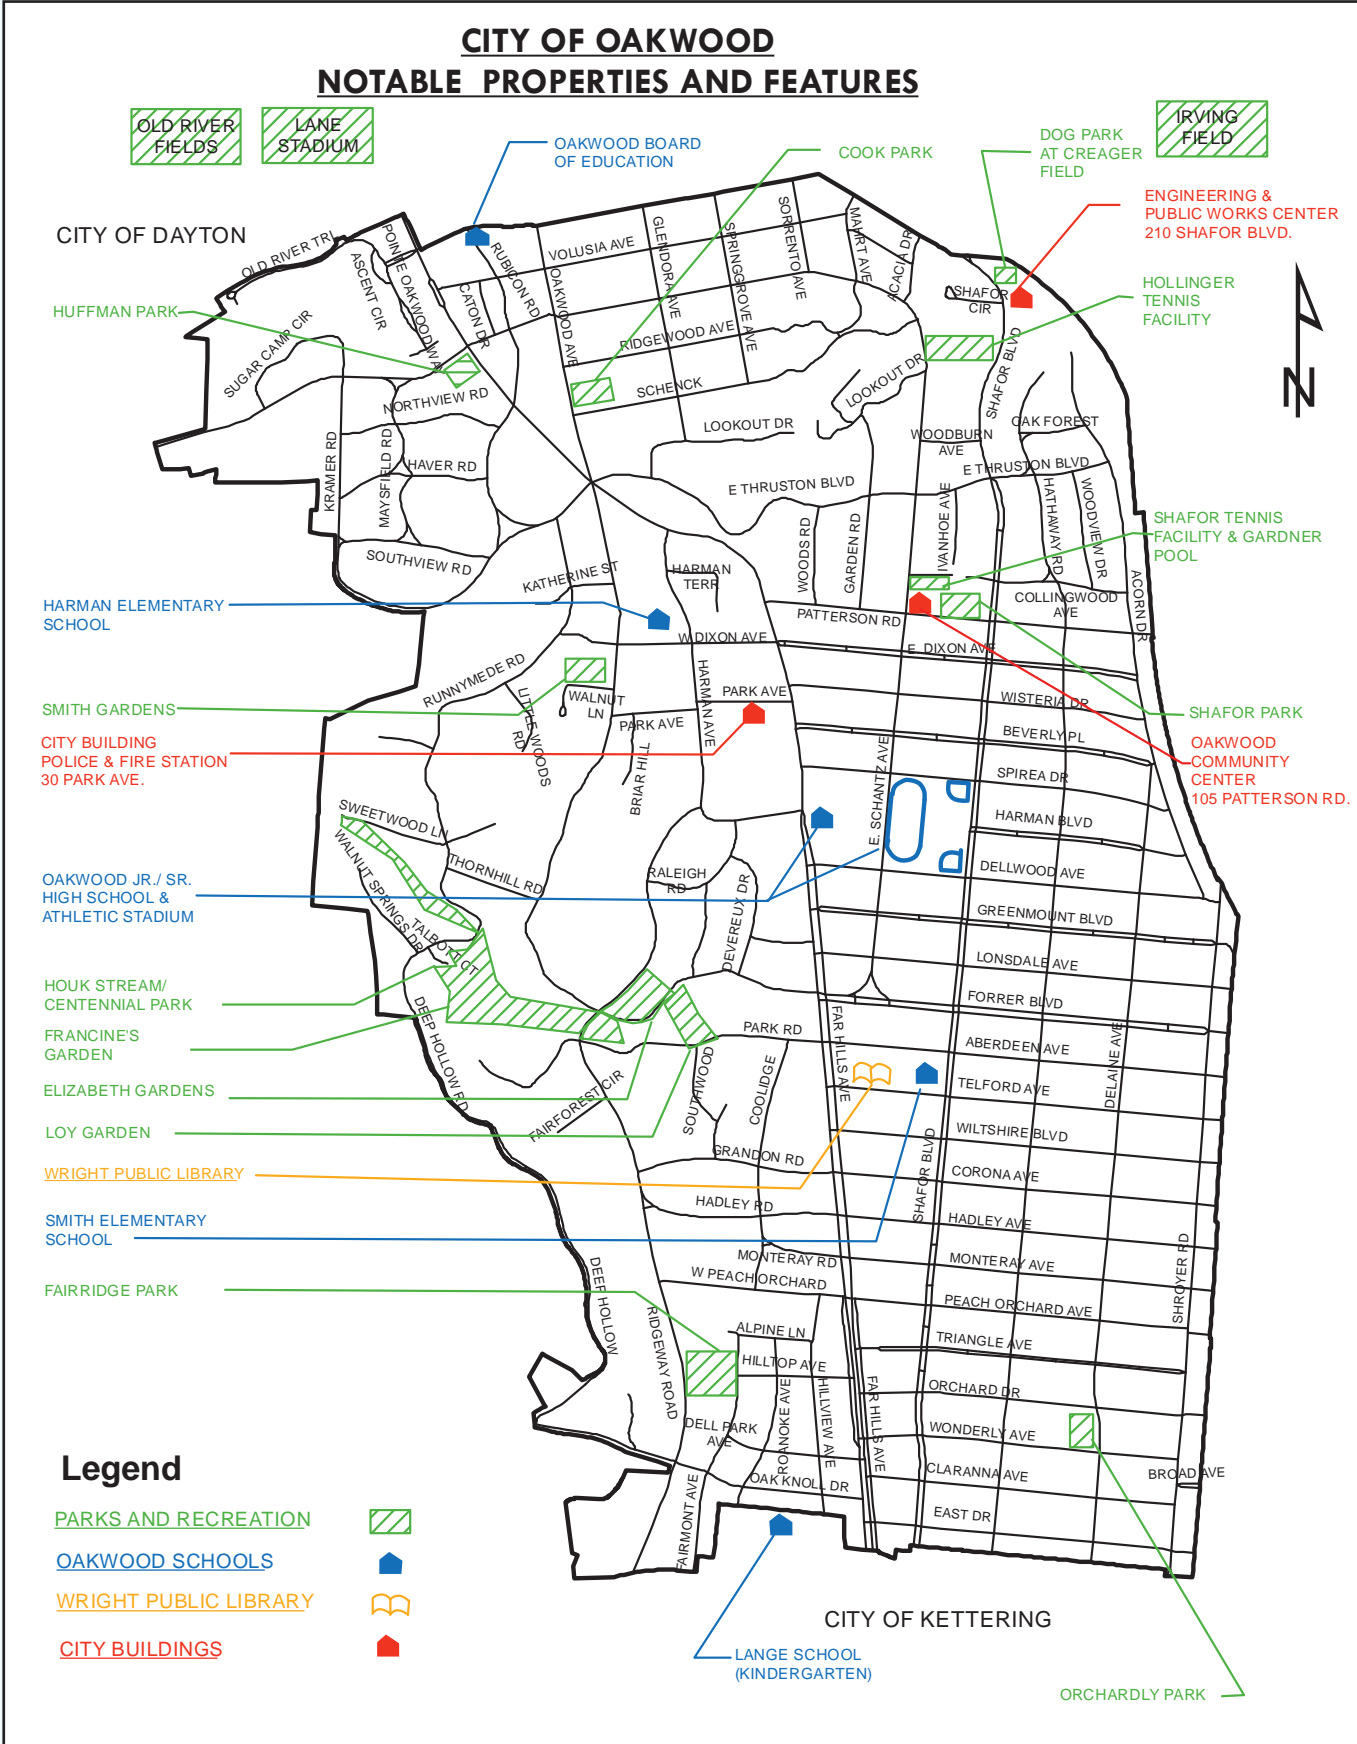 CITY OF OAKWOOD
NOTABLE PROPERTIES AND FEATURES
OLD RIVER
FIELDS
LANE
STADIUM
IRVING
FIELD
OAKWOOD BOARD
OF EDUCATION
COOK PARK
DOG PARK
AT CREAGER
FIELD
ENGINEERING &
PUBLIC WORKS CENTER
210 SHAFOR BLVD.
CITY OF DAYTON
HOLLINGER
TENNIS
FACILITY
HUFFMAN PARK
N
OLD RIVER TRL
ASCENT CIR
POINTE OAKWOOD WAY
SUGAR CAMP CIR
CATON DR
RUBICON RD
OAKWOOD AVE
VOLUSIA AVE
GLENDORA AVE
SPRINGGROVE AVE
SORRENTO AVE
MAHRT AVE
ACACIA DR
SHAFOR
CIR
SHAFOR BLVD
RIDGEWOOD AVE
SCHENCK
LOOKOUT DR
LOOKOUT DR
NORTHVIEW RD
KRAMER RD
MAYSFIELD RD
HAVER RD
SOUTHVIEW RD
WOODBURN
AVE
OAK FOREST
E THRUSTON BLVD
E THRUSTON BLVD
IVANHOE AVE
HATHAWAY RD
WOODVIEW DR
ACORN DR
WOODS RD
GARDEN RD
SHAFOR TENNIS
FACILITY & GARDNER
POOL
KATHERINE ST
HARMAN
TERR
COLLINGWOOD
AVE
PATTERSON RD
HARMAN ELEMENTARY
SCHOOL
W DIXON AVE
E. DIXON AVE
RUNNYMEDE RD
LITTLE WOODS
RD
WALNUT
LN
PARK AVE
PARK AVE
HARMAN AVE
BRIAR HILL
WISTERIA DR
BEVERLY PL
SPIREA DR
HARMAN BLVD
DELLWOOD AVE
GREENMOUNT BLVD
LONSDALE AVE
FORRER BLVD
ABERDEEN AVE
TELFORD AVE
WILTSHIRE BLVD
CORONA AVE
HADLEY AVE
MONTERAY AVE
PEACH ORCHARD AVE
TRIANGLE AVE
ORCHARD DR
WONDERLY AVE
CLARANNA AVE
EAST DR
BROAD AVE
SMITH GARDENS
SHAFOR PARK
CITY BUILDING
POLICE & FIRE STATION
30 PARK AVE.
OAKWOOD
COMMUNITY
CENTER
105 PATTERSON RD.
E. SCHANTZ AVE
SWEETWOOD LN
WALNUT SPRINGS DR
THORNHILL RD
TALBOTT CT
RALEIGH
RD
DEVEREUX DR
OAKWOOD JR./ SR.
HIGH SCHOOL &
ATHLETIC STADIUM
HOUK STREAM/
CENTENNIAL PARK
FRANCINE'S
GARDEN
ELIZABETH GARDENS
LOY GARDEN
WRIGHT PUBLIC LIBRARY
SMITH ELEMENTARY
SCHOOL
FAIRRIDGE PARK
DEEP HOLLOW RD
PARK RD
FAR HILLS AVE
DELAINE AVE
SOUTHWOOD
COOLIDGE
FAIRFOREST CIR
GRANDON RD
SHAFOR BLVD
HADLEY RD
MONTERAY RD
W PEACH ORCHARD
DEEP HOLLOW
RIDGEWAY ROAD
SHROYER RD
ALPINE LN
HILLTOP AVE
ROANOKE AVE
HILLVIEW AVE
FAR HILLS AVE
DELL PARK
AVE
OAK KNOLL DR
FAIRMONT AVE
Legend
PARKS AND RECREATION
OAKWOOD SCHOOLS
WRIGHT PUBLIC LIBRARY
CITY BUILDINGS
CITY OF KETTERING
LANGE SCHOOL
(KINDERGARTEN)
ORCHARDLY PARK